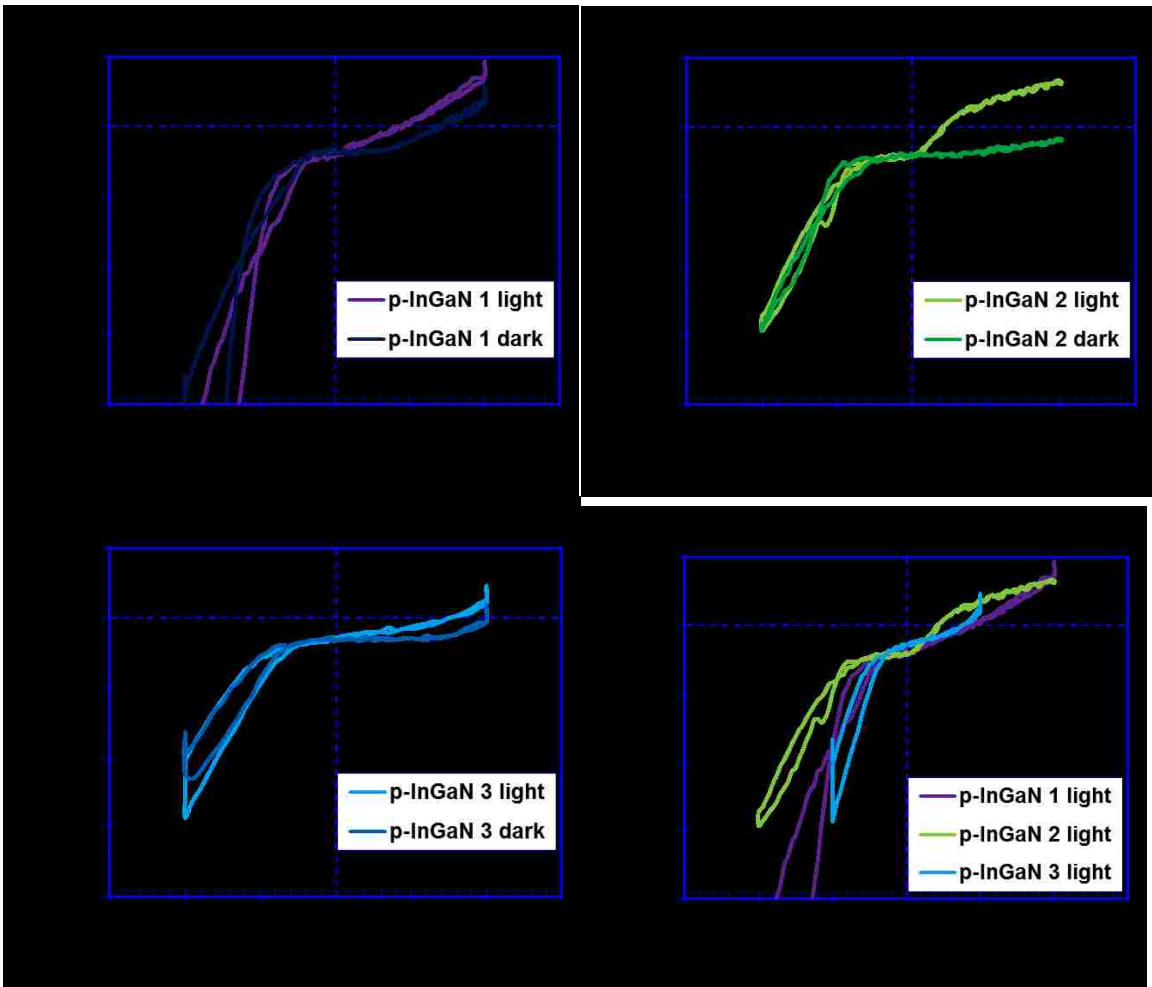 p-InGaN 1 light
p-InGaN 1 dark
p-InGaN 2 light
p-InGaN 2 dark
p-InGaN 3 light
p-InGaN 3 dark
p-InGaN 1 light
p-InGaN 2 light
p-InGaN 3 light